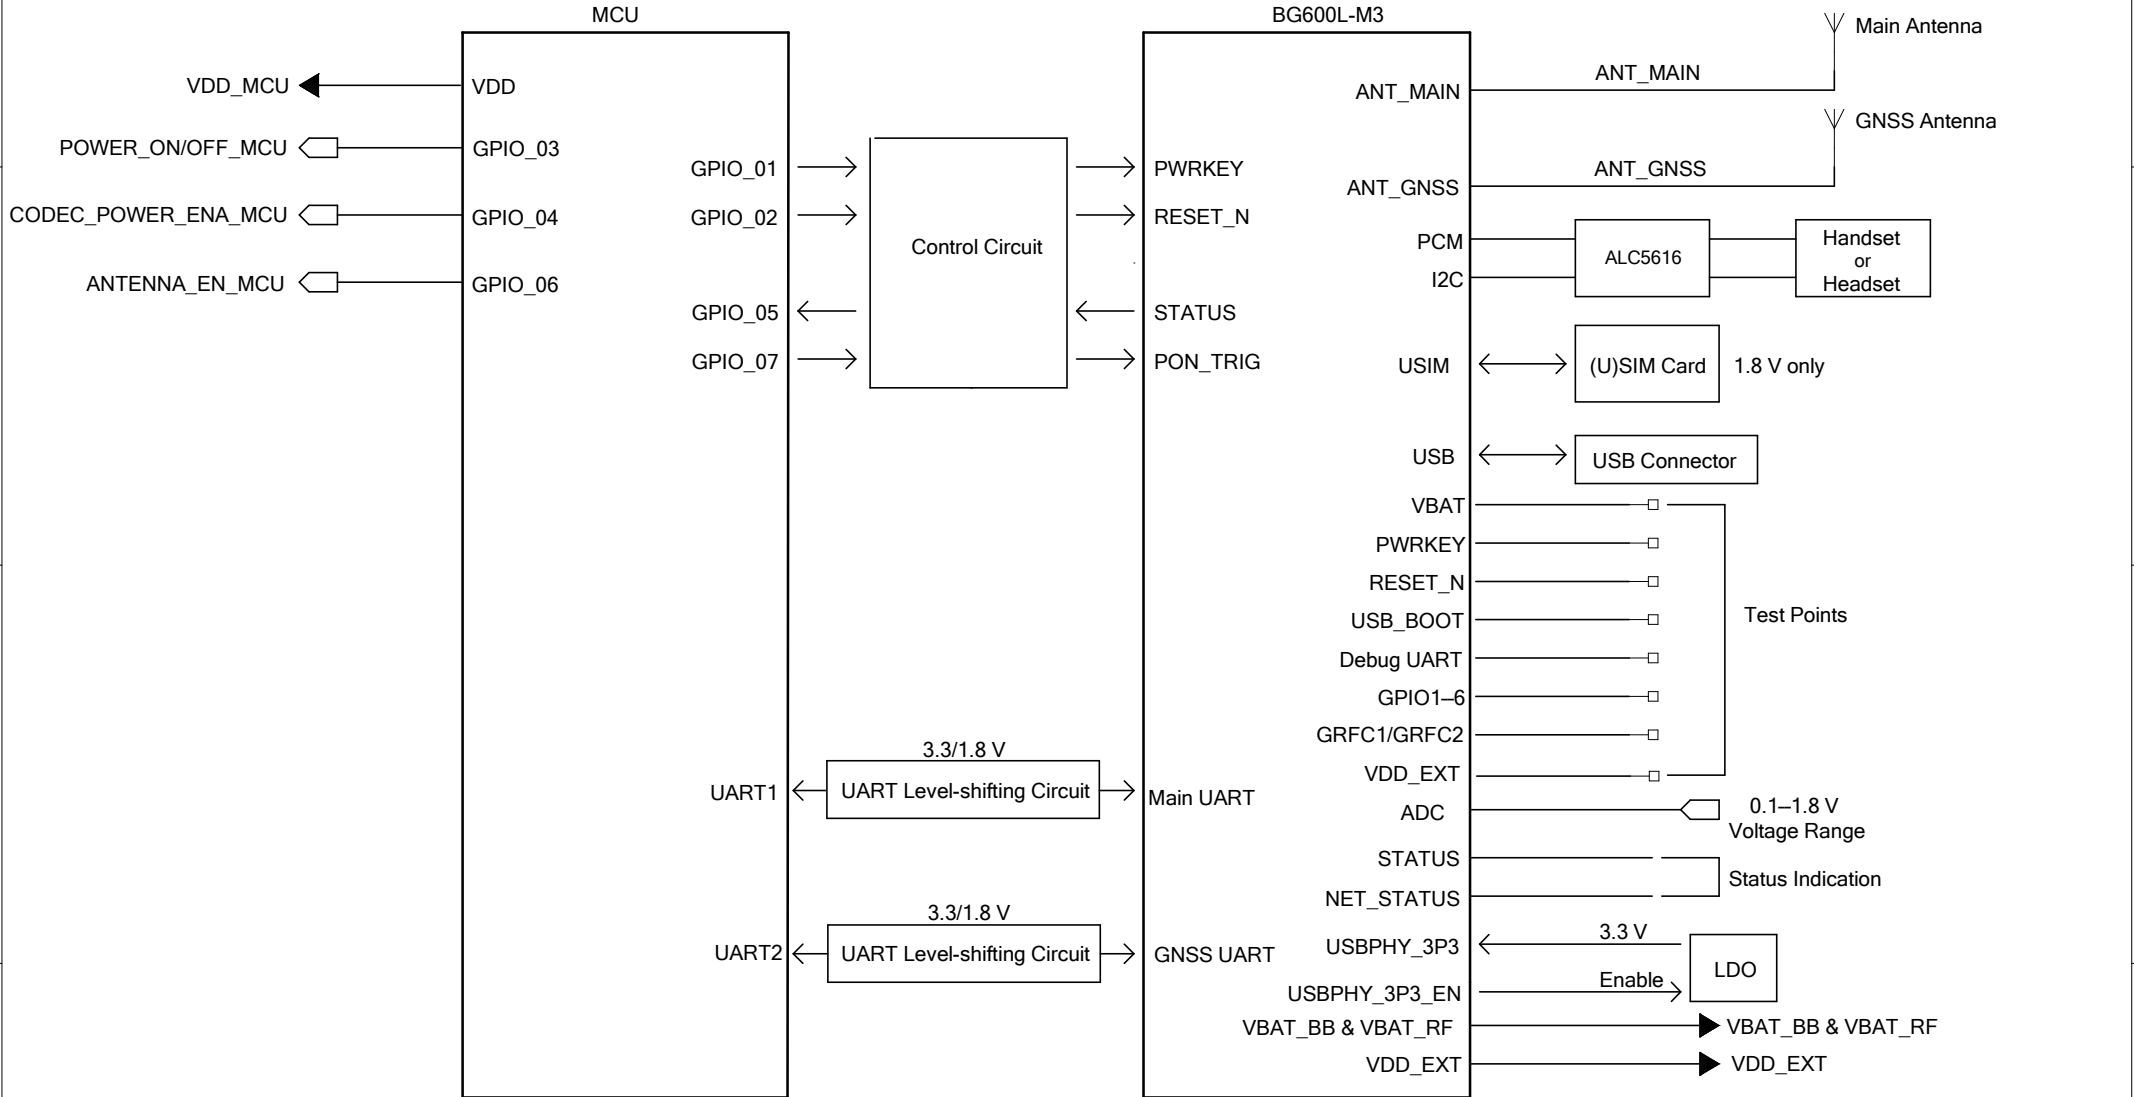 MCU
BG600L-M3
VDD_MCU
VDD
POWER_ON/OFF_MCU
GPIO_03
CODEC_POWER_ENA_MCU
GPIO_04
ANTENNA_EN_MCU
GPIO_06
GPIO_01
GPIO_02
GPIO_05
GPIO_07
Control Circuit
PWRKEY
RESET_N
STATUS
PON_TRIG
UART1
3.3/1.8 V
UART Level-shifting Circuit
Main UART
UART2
3.3/1.8 V
UART Level-shifting Circuit
GNSS UART
ANT_MAIN
ANT_MAIN
Main Antenna
ANT_GNSS
ANT_GNSS
GNSS Antenna
PCM
I2C
ALC5616
Handset
or
Headset
USIM
(U)SIM Card
1.8 V only
USB
USB Connector
VBAT
PWRKEY
RESET_N
USB_BOOT
Debug UART
GPIO1–6
GRFC1/GRFC2
VDD_EXT
Test Points
ADC
0.1–1.8 V
Voltage Range
STATUS
NET_STATUS
Status Indication
USBPHY_3P3
3.3 V
USBPHY_3P3_EN
Enable
LDO
VBAT_BB & VBAT_RF
VBAT_BB & VBAT_RF
VDD_EXT
VDD_EXT